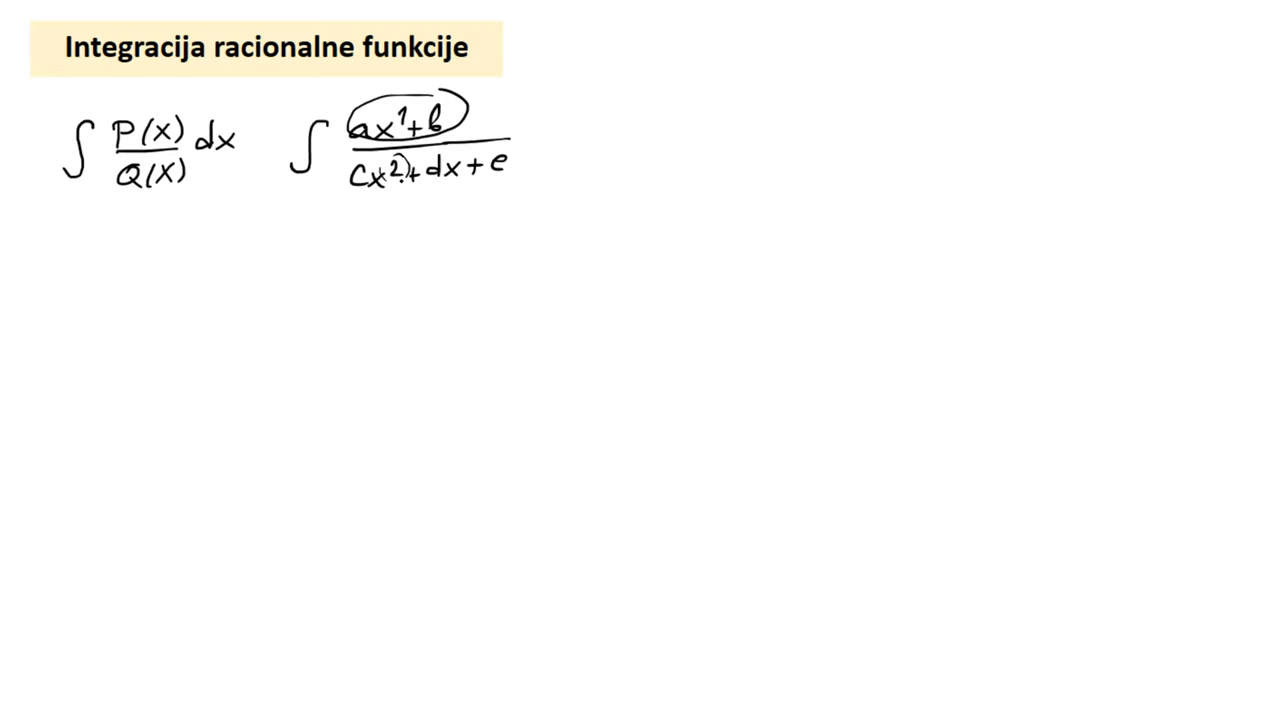 Integracija racionalne funkcije
∫ P(x)/Q(x) dx ∫ (ax¹+b)/(cx²+dx+e)